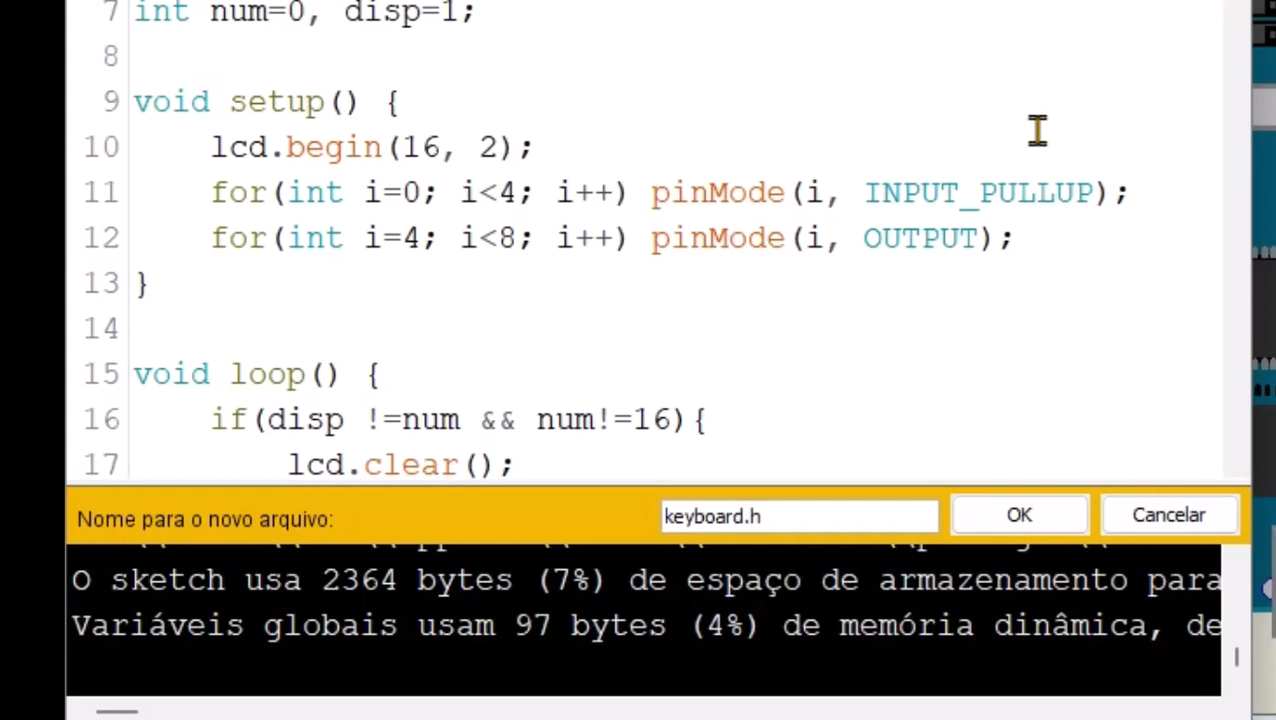 7 int num=0, disp=1;
8
9 void setup() {
10 lcd.begin(16, 2);
11 for(int i=0; i<4; i++) pinMode(i, INPUT_PULLUP);
12 for(int i=4; i<8; i++) pinMode(i, OUTPUT);
13 }
14
15 void loop() {
16 if(disp !=num && num!=16){
17 lcd.clear();
Nome para o novo arquivo: keyboard.h OK Cancelar
O sketch usa 2364 bytes (7%) de espaço de armazenamento para
Variáveis globais usam 97 bytes (4%) de memória dinâmica, de